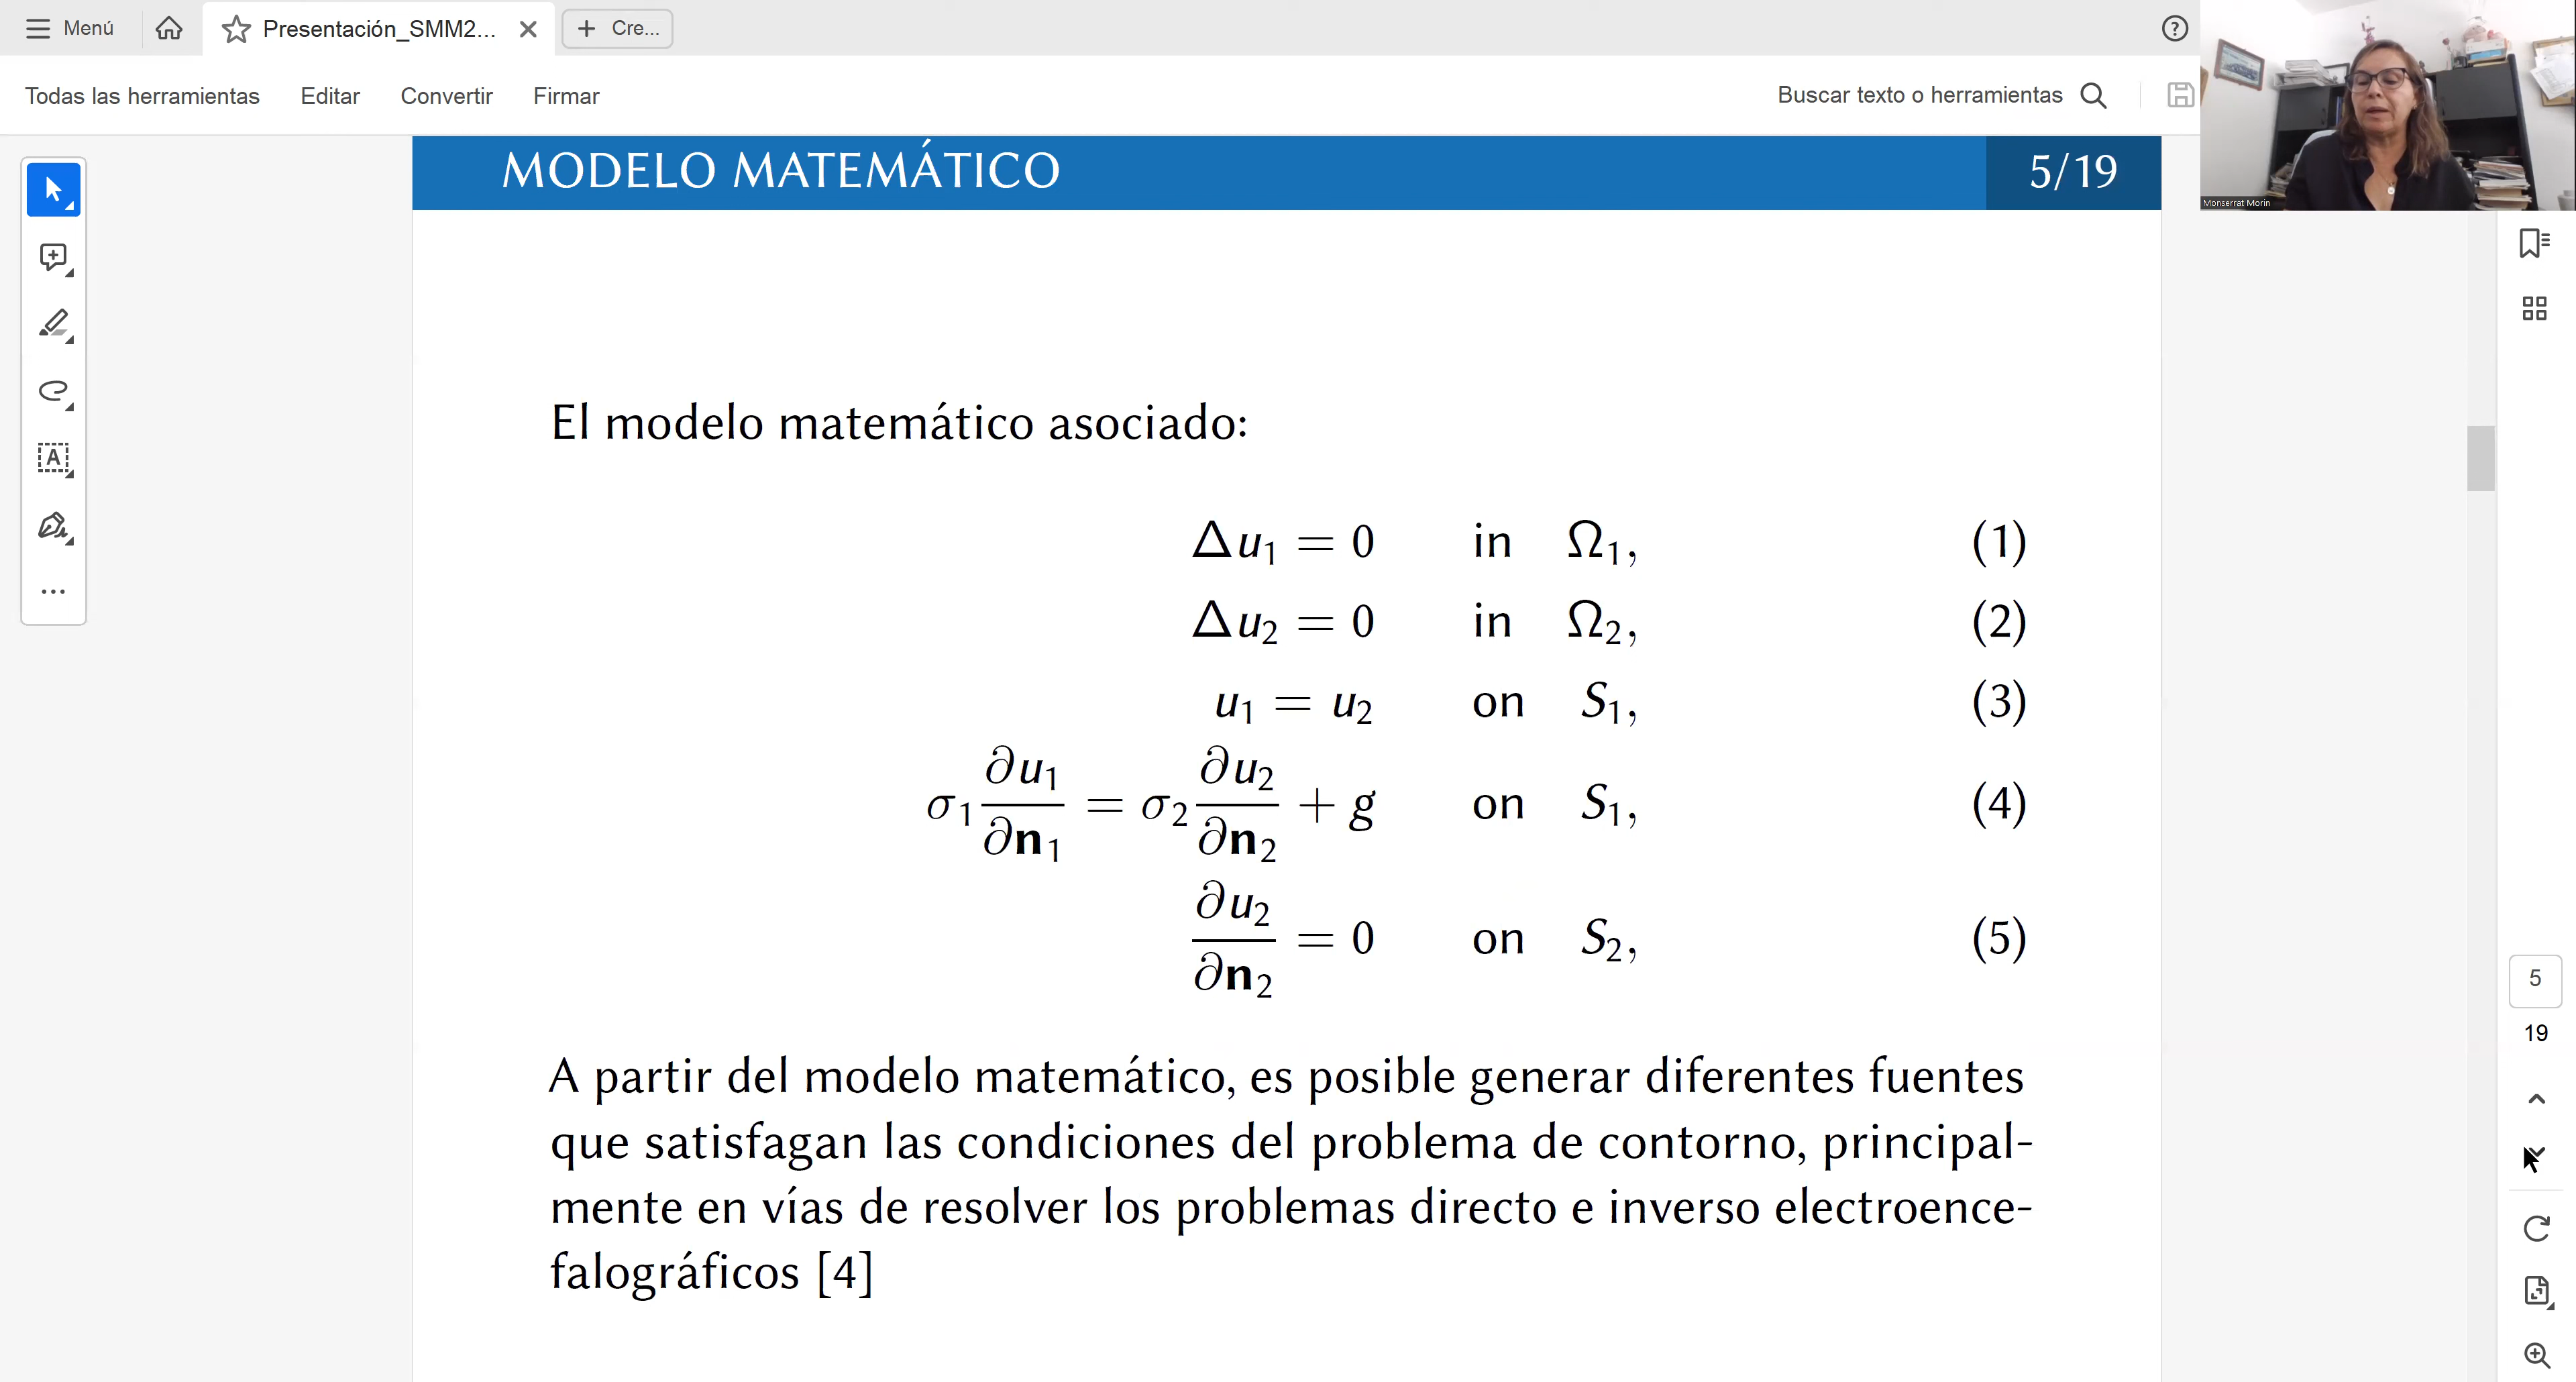 Menú
Presentación_SMM2...
Cre...
Todas las herramientas Editar Convertir Firmar
Buscar texto o herramientas
Monserrat Morin
MODELO MATEMÁTICO 5/19
El modelo matemático asociado:
Δu₁ = 0 in Ω₁, (1)
Δu₂ = 0 in Ω₂, (2)
u₁ = u₂ on S₁, (3)
σ₁ ∂u₁/∂n₁ = σ₂ ∂u₂/∂n₂ + g on S₁, (4)
∂u₂/∂n₂ = 0 on S₂, (5)
A partir del modelo matemático, es posible generar diferentes fuentes
que satisfagan las condiciones del problema de contorno, principal-
mente en vías de resolver los problemas directo e inverso electroence-
falográficos [4]
5
19